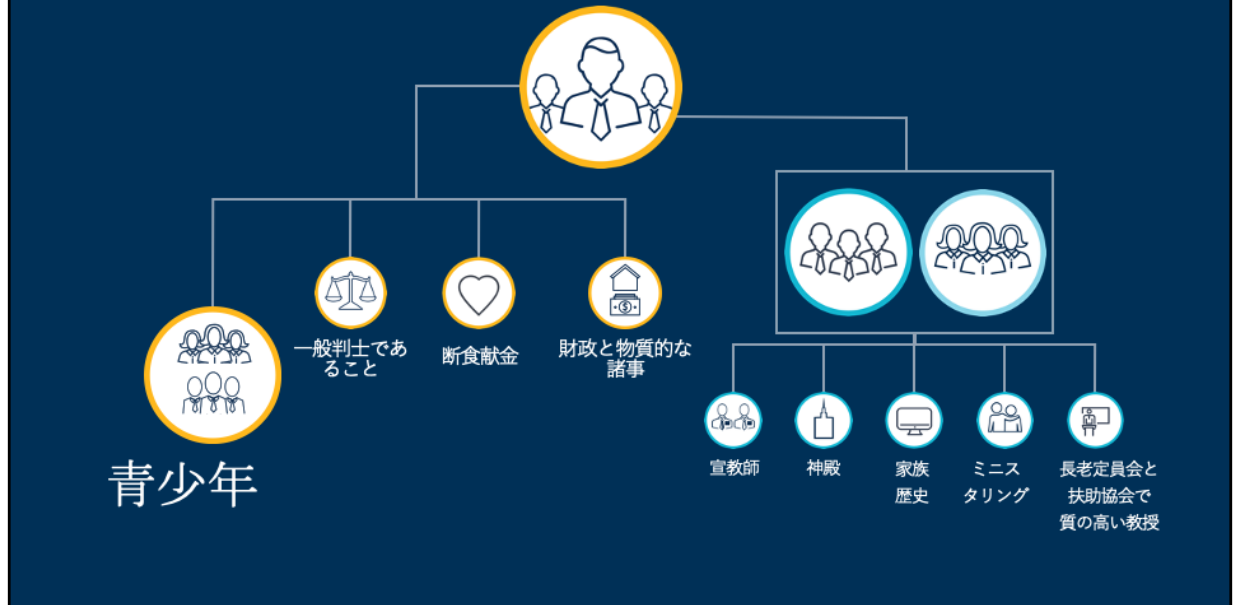 一般判士であ
ること
断食献金
財政と物質的な
諸事
青少年
宣教師
神殿
家族
歴史
ミニス
タリング
長老定員会と
扶助協会で
質の高い教授